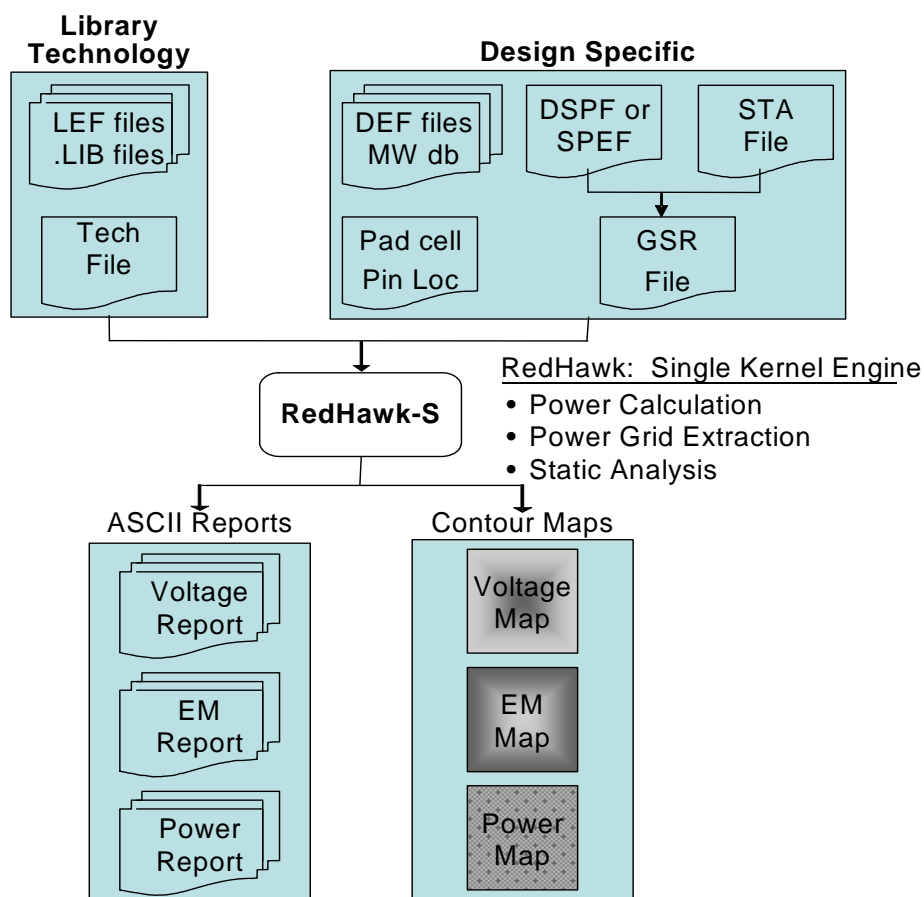 Library
Technology
LEF files
.LIB files
Tech
File
Design Specific
DEF files
MW db
DSPF or
SPEF
STA
File
Pad cell
Pin Loc
GSR
File
RedHawk-S
RedHawk: Single Kernel Engine
• Power Calculation
• Power Grid Extraction
• Static Analysis
ASCII Reports
Voltage
Report
EM
Report
Power
Report
Contour Maps
Voltage
Map
EM
Map
Power
Map